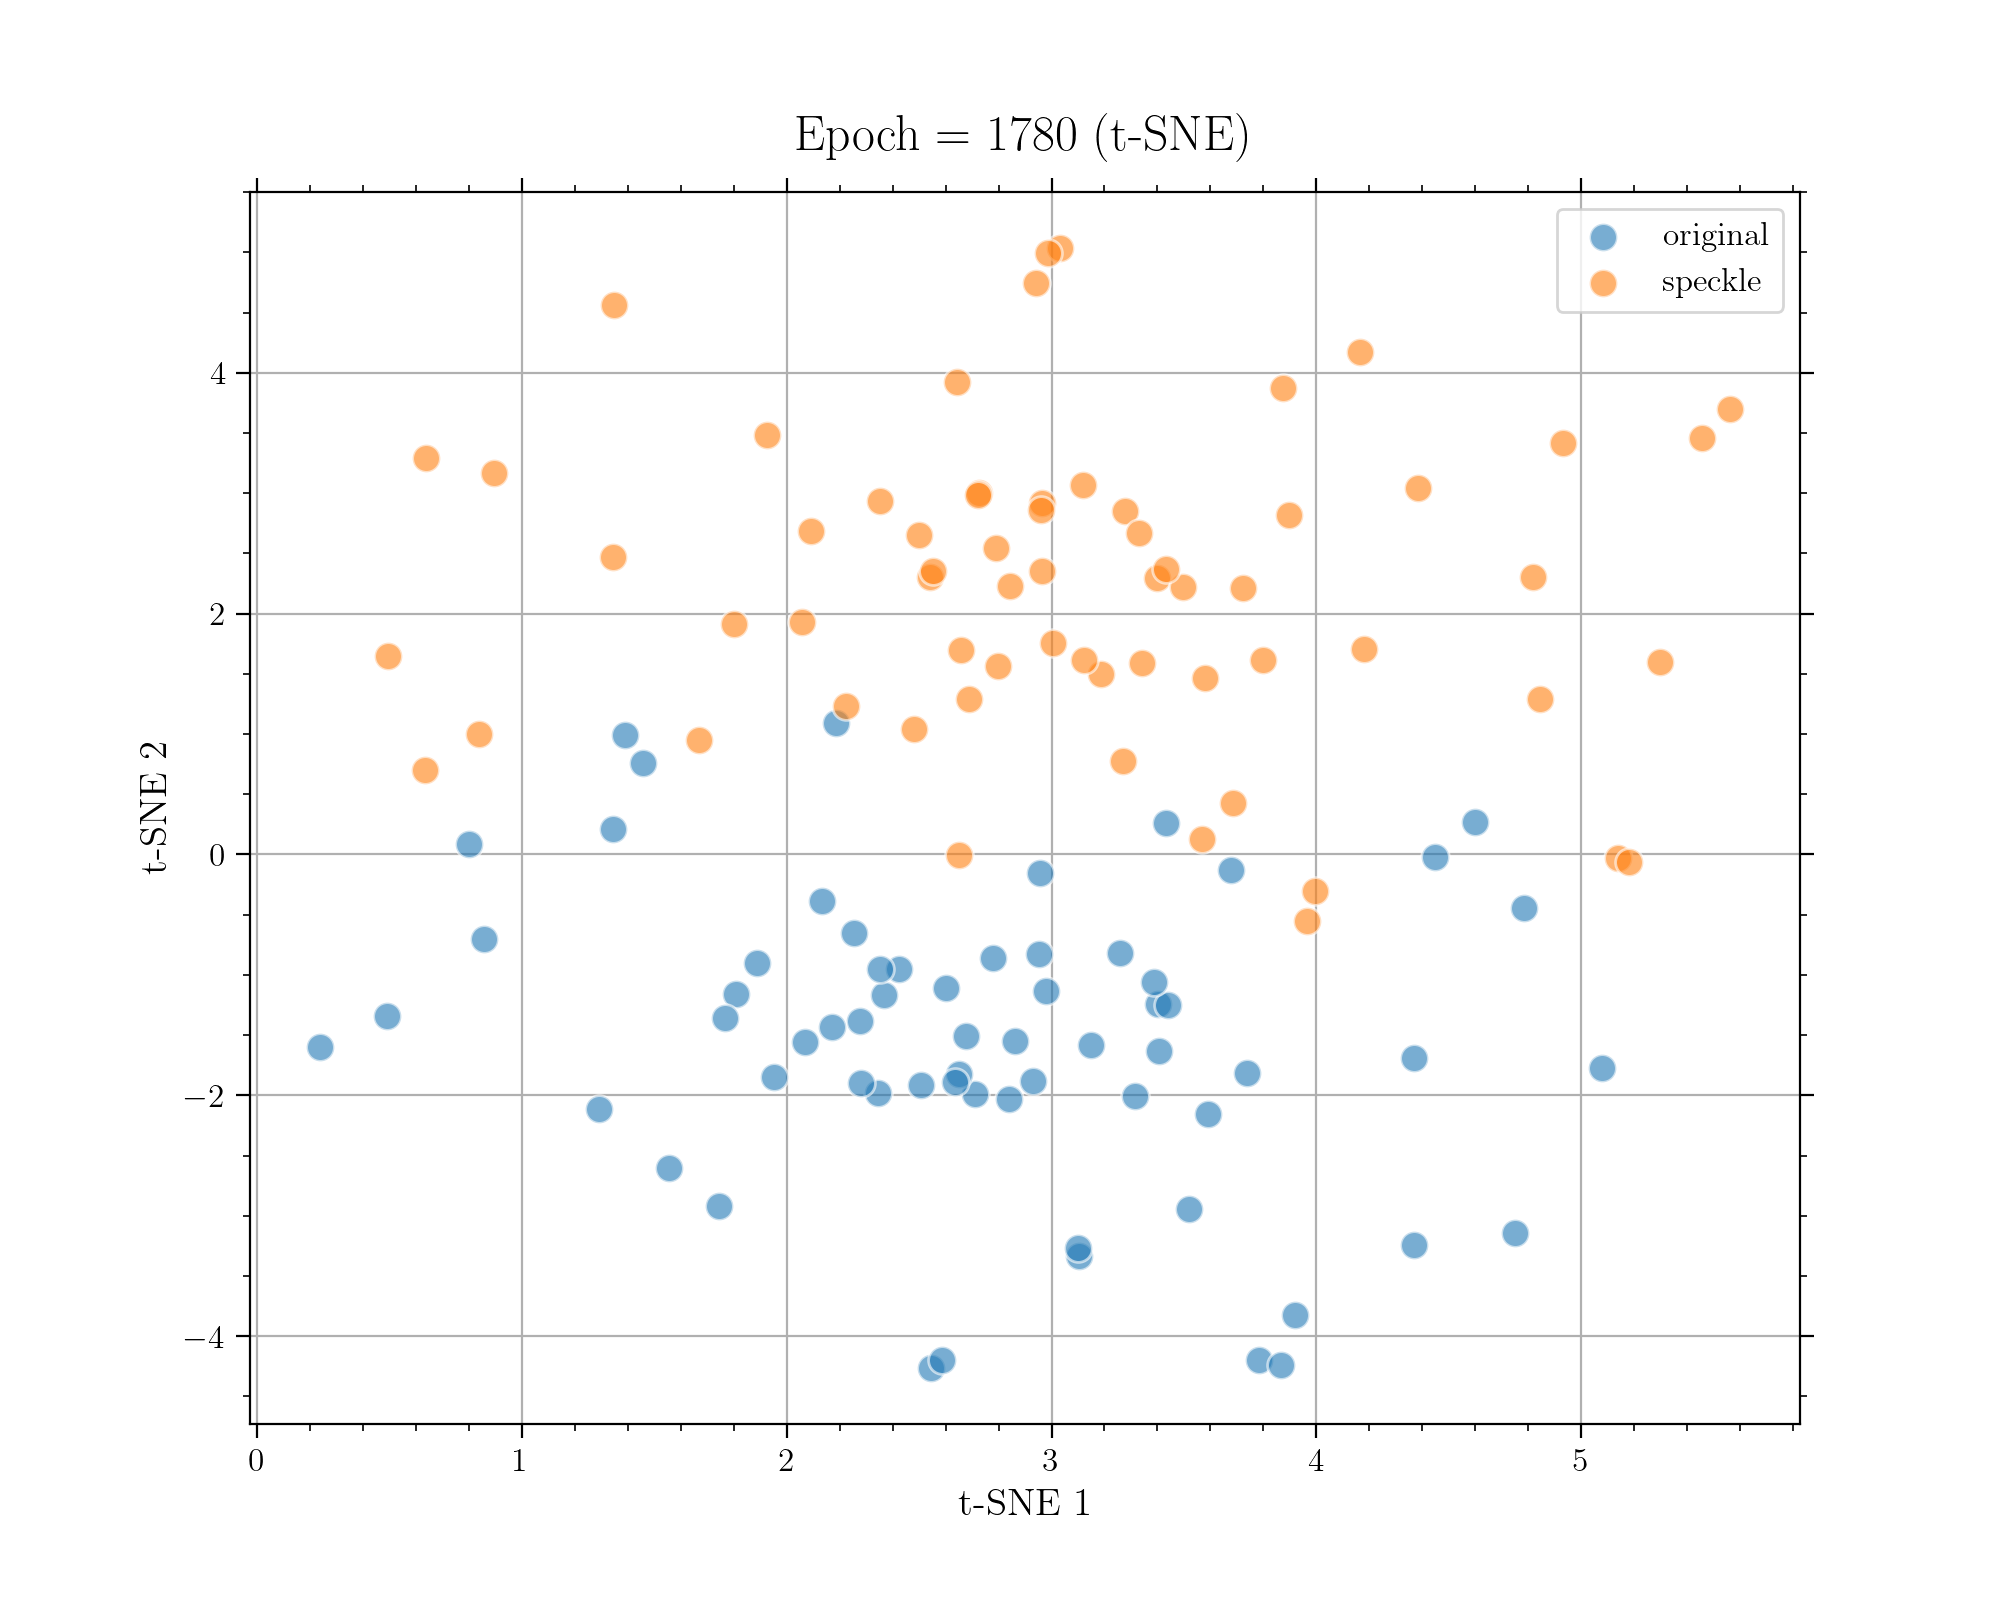 Epoch = 1780 (t-SNE)
original
speckle
4
2
0
−2
−4
t-SNE 2
0
1
2
3
4
5
t-SNE 1